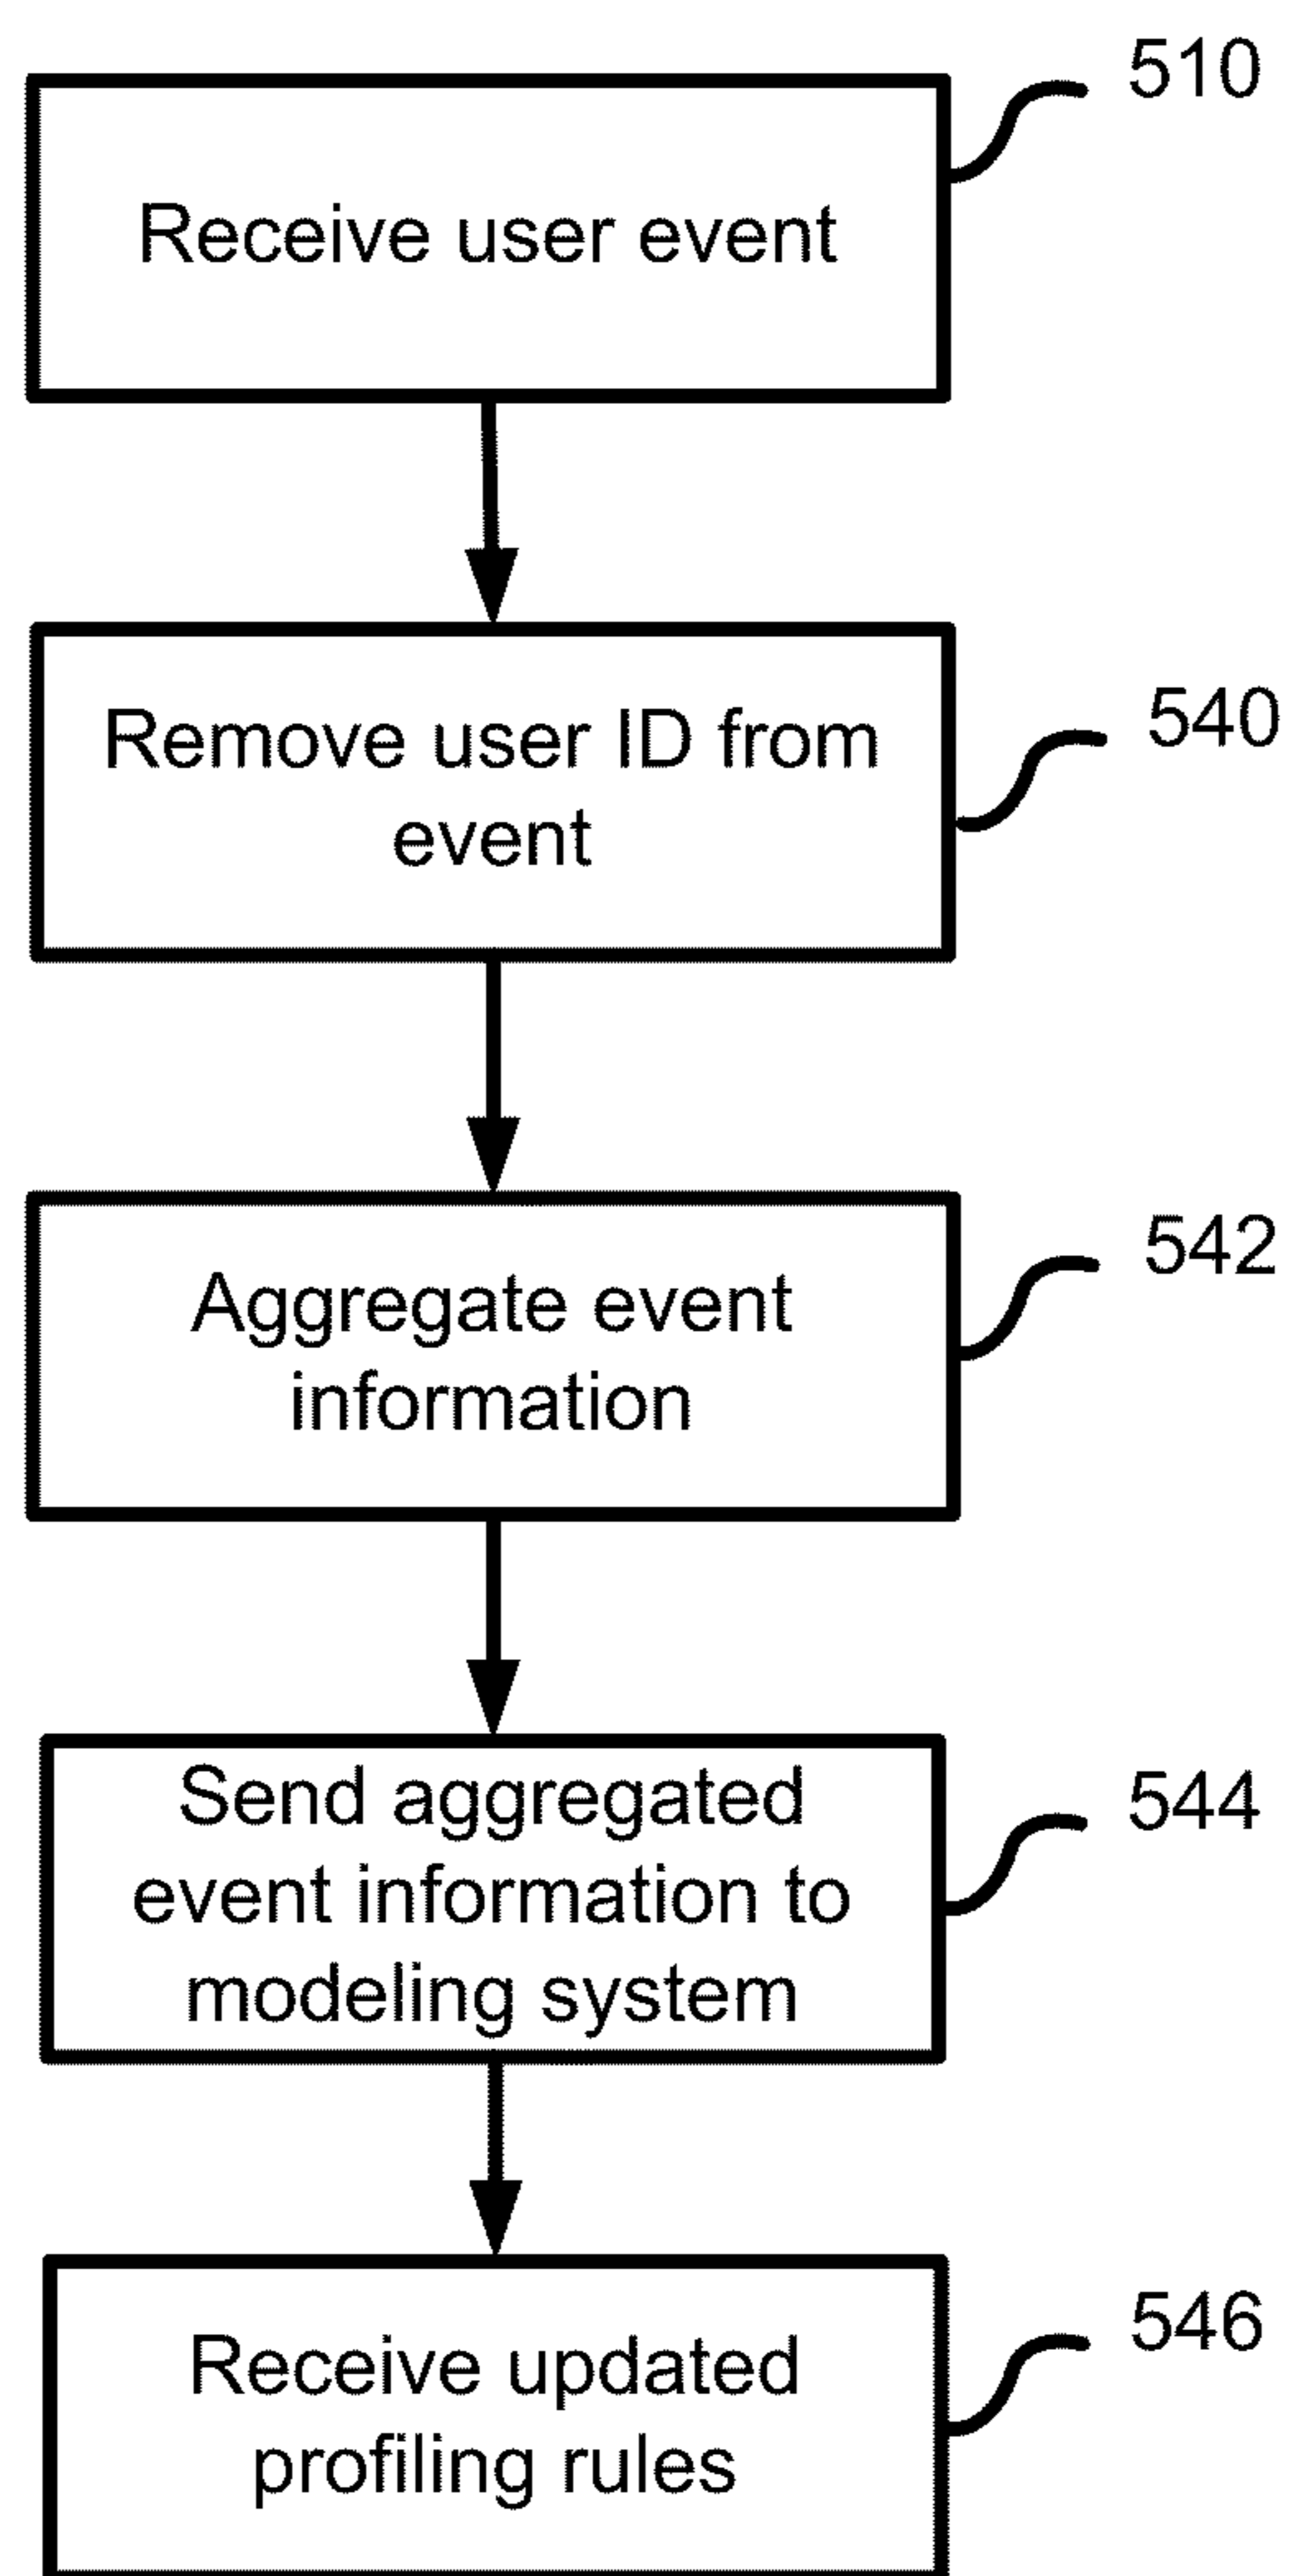 510
Receive user event
540
Remove user ID from
event
542
Aggregate event
information
544
Send aggregated
event information to
modeling system
546
Receive updated
profiling rules